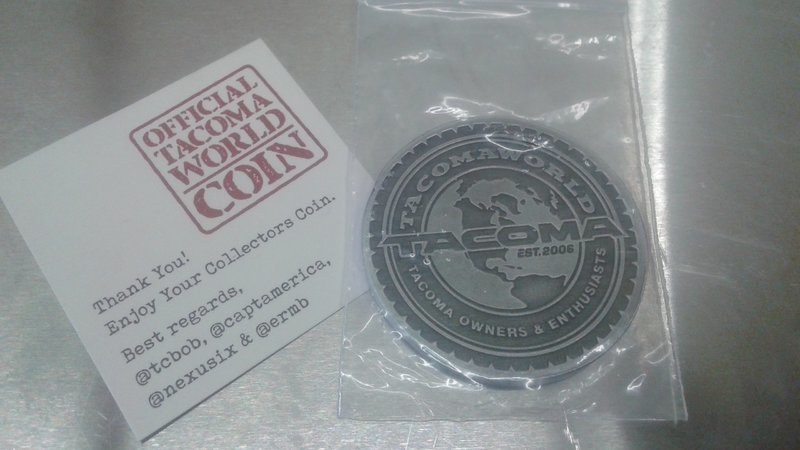 OFFICIAL
TACOMA
WORLD
COIN
Thank You!
Enjoy Your Collectors Coin.
Best regards,
@tcbob, @captamerica,
@nexusix & @ermb
TACOMAWORLD
TACOMA
EST.2006
TACOMA OWNERS & ENTHUSIASTS